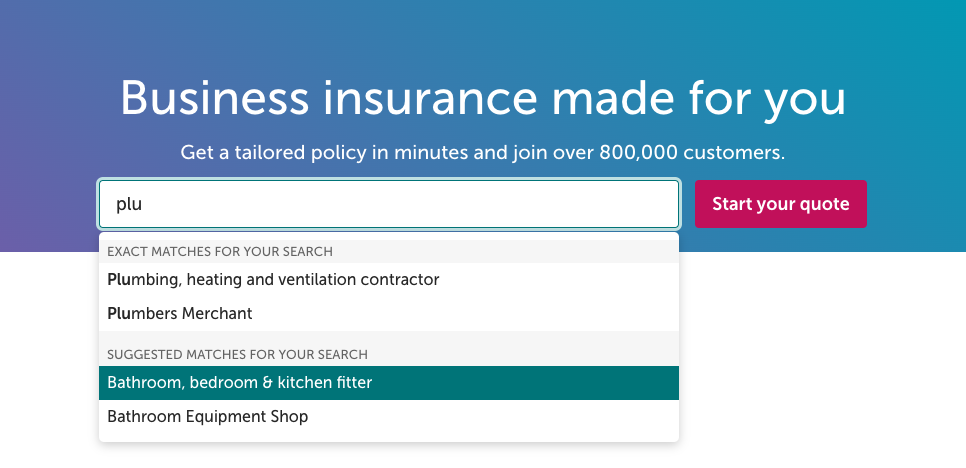 Business insurance made for you
Get a tailored policy in minutes and join over 800,000 customers.
plu
Start your quote
EXACT MATCHES FOR YOUR SEARCH
Plumbing, heating and ventilation contractor
Plumbers Merchant
SUGGESTED MATCHES FOR YOUR SEARCH
Bathroom, bedroom & kitchen fitter
Bathroom Equipment Shop